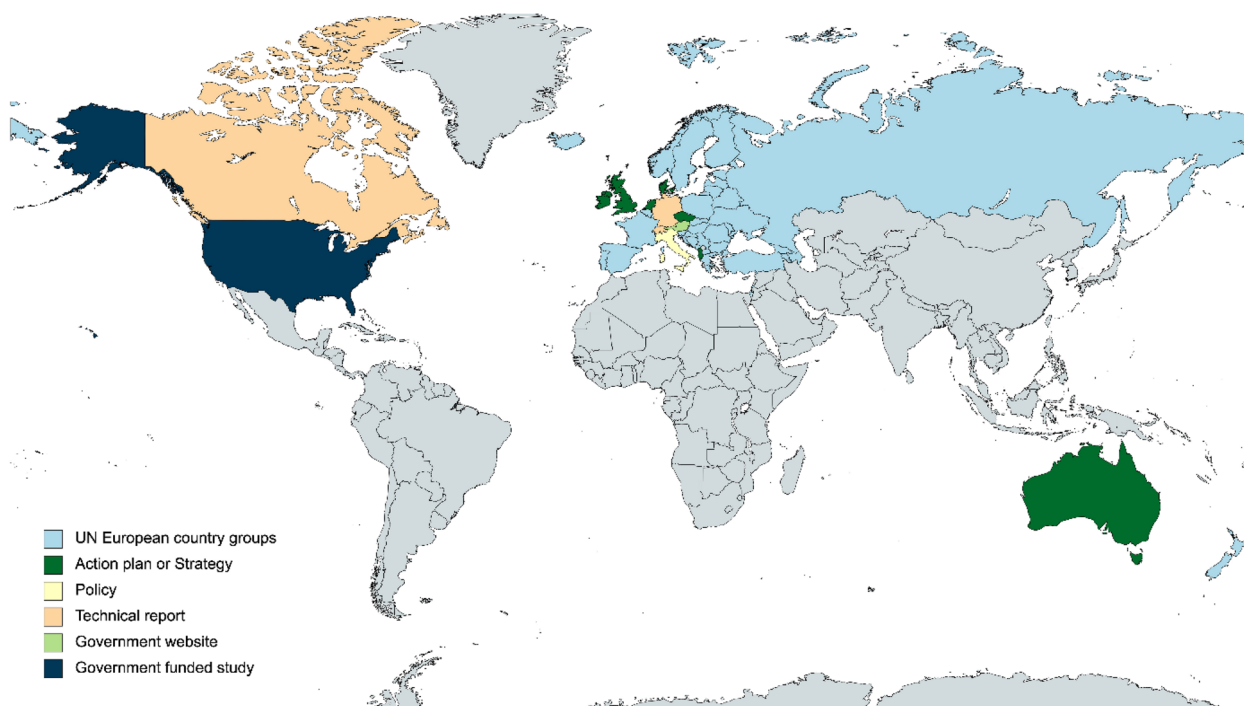 UN European country groups
Action plan or Strategy
Policy
Technical report
Government website
Government funded study